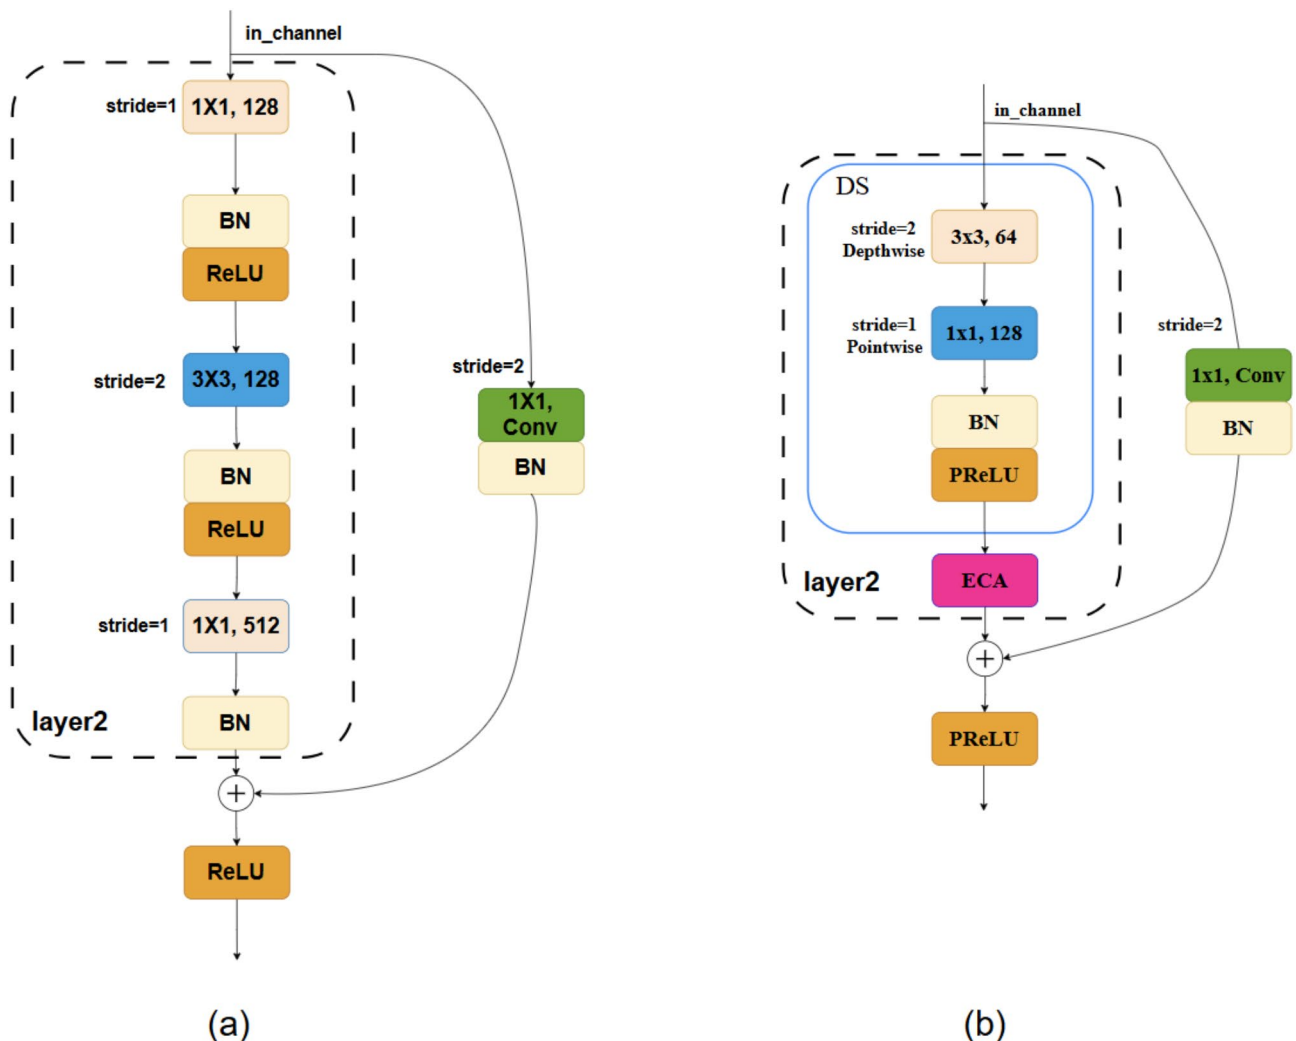 in_channel
stride=1
1X1, 128
BN
ReLU
stride=2
3X3, 128
BN
ReLU
stride=1
1X1, 512
BN
layer2
stride=2
1X1,
Conv
BN
+
ReLU
(a)
in_channel
DS
stride=2
Depthwise
3x3, 64
stride=1
Pointwise
1x1, 128
BN
PReLU
ECA
layer2
stride=2
1x1, Conv
BN
+
PReLU
(b)